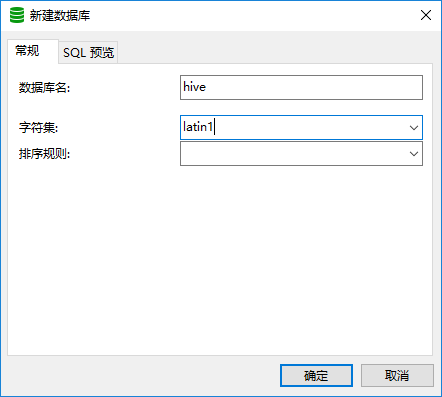 新建数据库
常规
SQL 预览
数据库名:
hive
字符集:
latin1
排序规则:
确定
取消